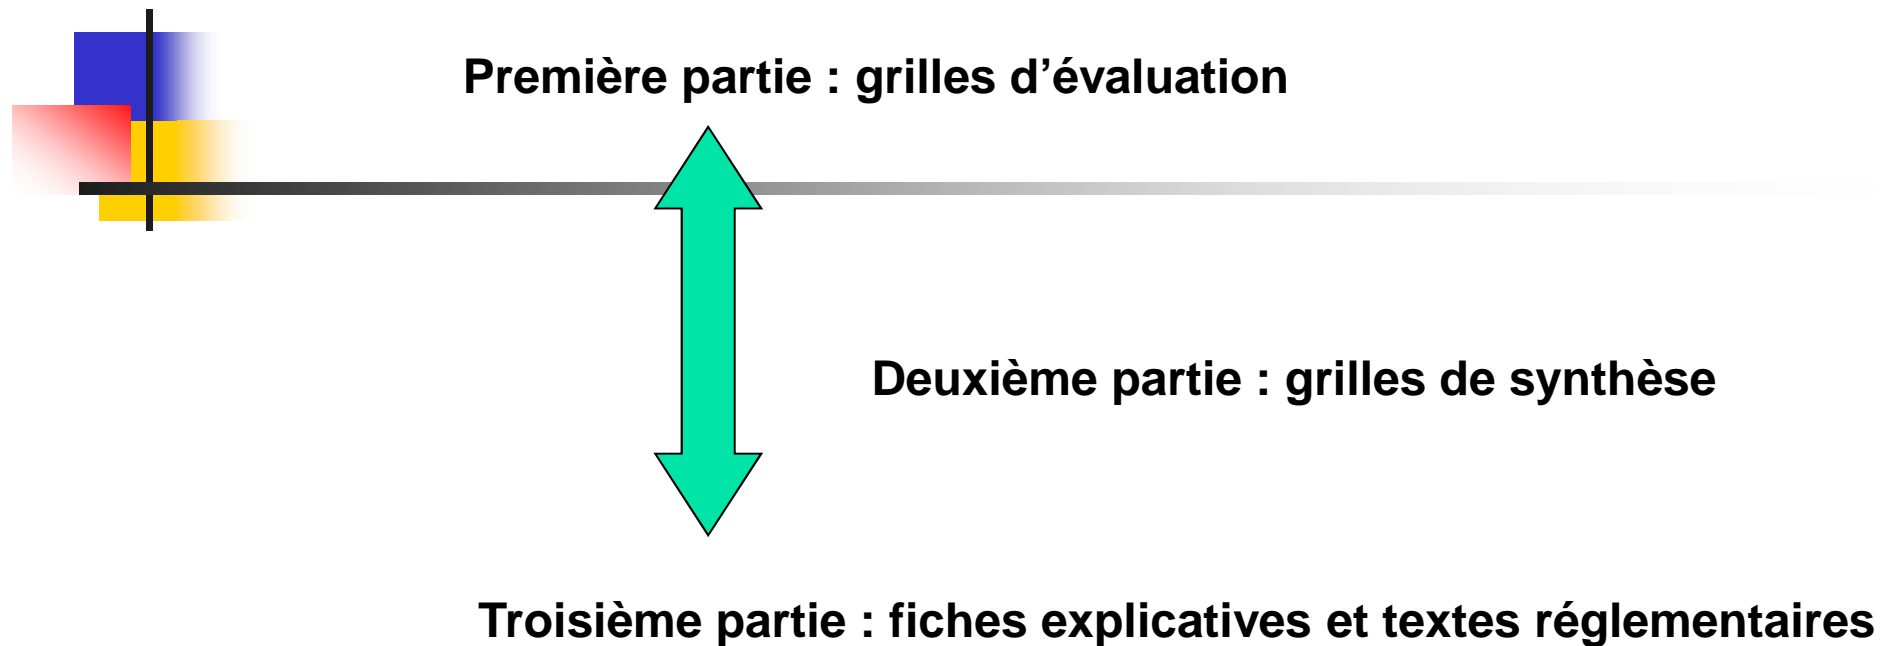 Première partie : grilles d’évaluation
Deuxième partie : grilles de synthèse
Troisième partie : fiches explicatives et textes réglementaires